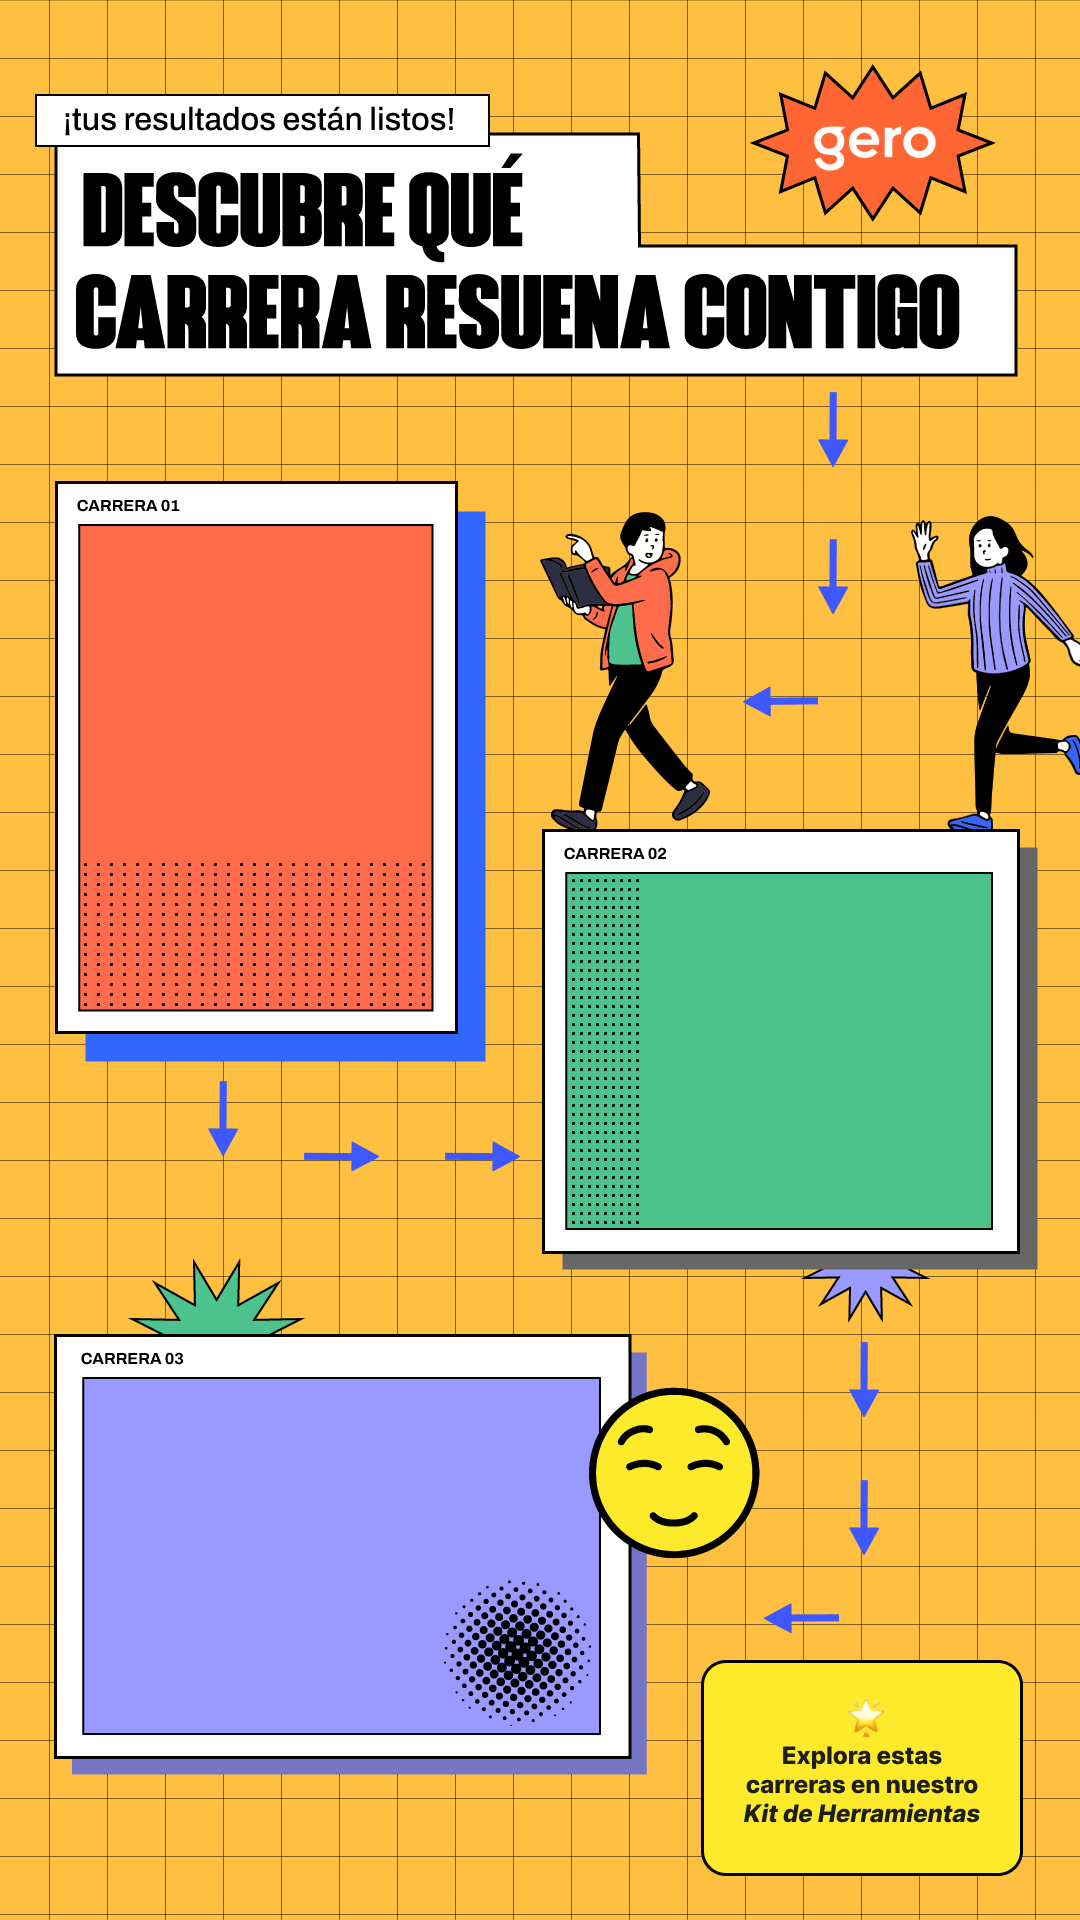 ¡tus resultados están listos!
gero
DESCUBRE QUÉ
CARRERA RESUENA CONTIGO
CARRERA 01
CARRERA 02
CARRERA 03
Explora estas
carreras en nuestro
Kit de Herramientas